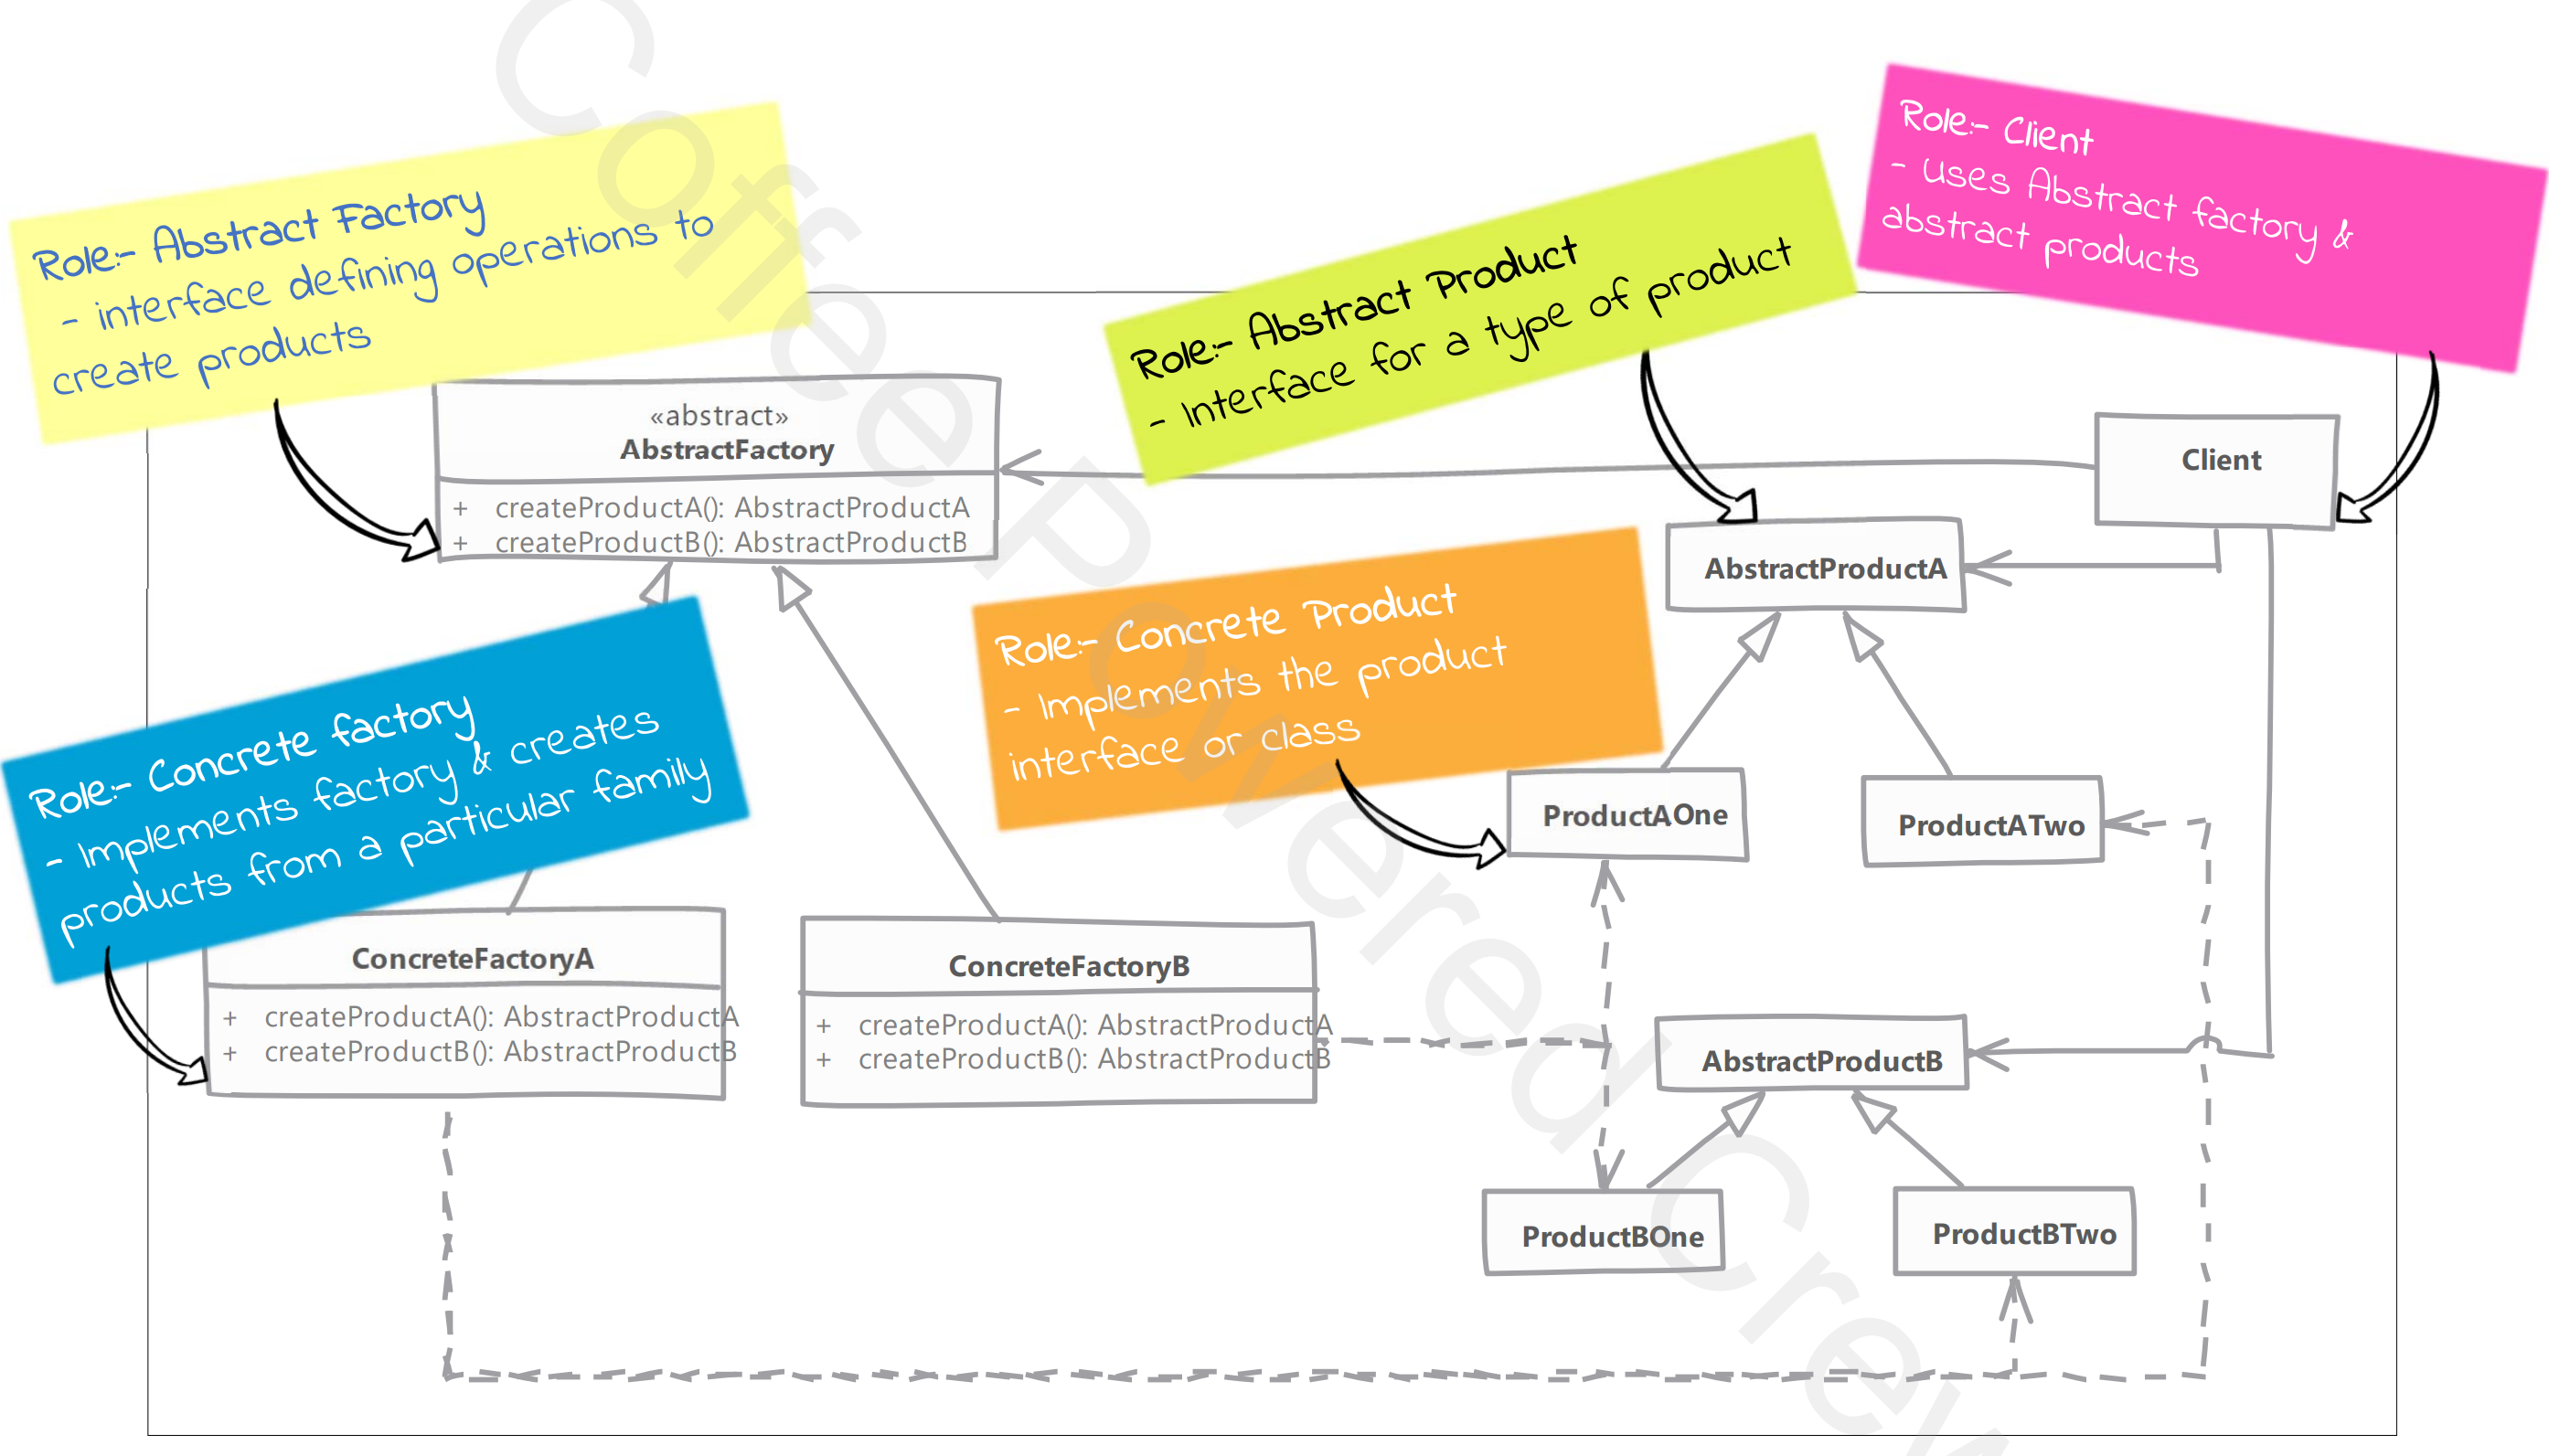 Role:- Abstract Factory
- interface defining operations to
create products
Role:- Abstract Product
- Interface for a type of product
Role:- Client
- Uses Abstract factory &
abstract products
«abstract»
AbstractFactory
+ createProductA(): AbstractProductA
+ createProductB(): AbstractProductB
Client
AbstractProductA
Role:- Concrete Product
- Implements the product
interface or class
Role:- Concrete factory
- Implements factory & creates
products from a particular family
ProductAOne
ProductATwo
ConcreteFactoryA
+ createProductA(): AbstractProductA
+ createProductB(): AbstractProductB
ConcreteFactoryB
+ createProductA(): AbstractProductA
+ createProductB(): AbstractProductB
AbstractProductB
ProductBOne
ProductBTwo
Coffee Powered Crew